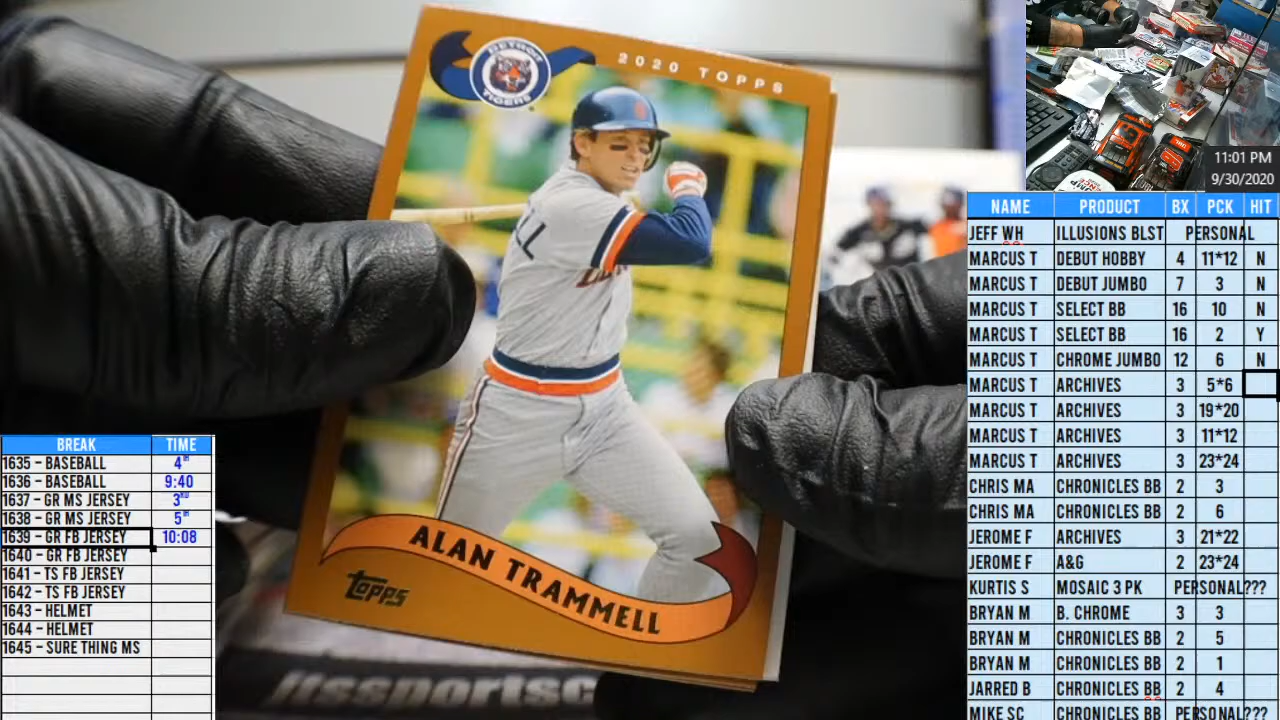 2020 TOPPS
DETROIT
TIGERS
ALAN TRAMMELL
Topps
itssportsc
11:01 PM
9/30/2020
NAME PRODUCT BX PCK HIT
JEFF WH ILLUSIONS BLST PERSONAL
MARCUS T DEBUT HOBBY 4 11*12 N
MARCUS T DEBUT JUMBO 7 3 N
MARCUS T SELECT BB 16 10 N
MARCUS T SELECT BB 16 2 Y
MARCUS T CHROME JUMBO 12 6 N
MARCUS T ARCHIVES 3 5*6
MARCUS T ARCHIVES 3 19*20
MARCUS T ARCHIVES 3 11*12
MARCUS T ARCHIVES 3 23*24
CHRIS MA CHRONICLES BB 2 3
CHRIS MA CHRONICLES BB 2 6
JEROME F ARCHIVES 3 21*22
JEROME F A&G 2 23*24
KURTIS S MOSAIC 3 PK PERSONAL???
BRYAN M B. CHROME 3 3
BRYAN M CHRONICLES BB 2 5
BRYAN M CHRONICLES BB 2 1
JARRED B CHRONICLES BB 2 4
MIKE SC CHRONICLES BB PERSONAL???
BREAK TIME
1635 – BASEBALL 4TH
1636 – BASEBALL 9:40
1637 – GR MS JERSEY 3RD
1638 – GR MS JERSEY 5TH
1639 – GR FB JERSEY 10:08
1640 – GR FB JERSEY
1641 – TS FB JERSEY
1642 – TS FB JERSEY
1643 – HELMET
1644 – HELMET
1645 – SURE THING MS